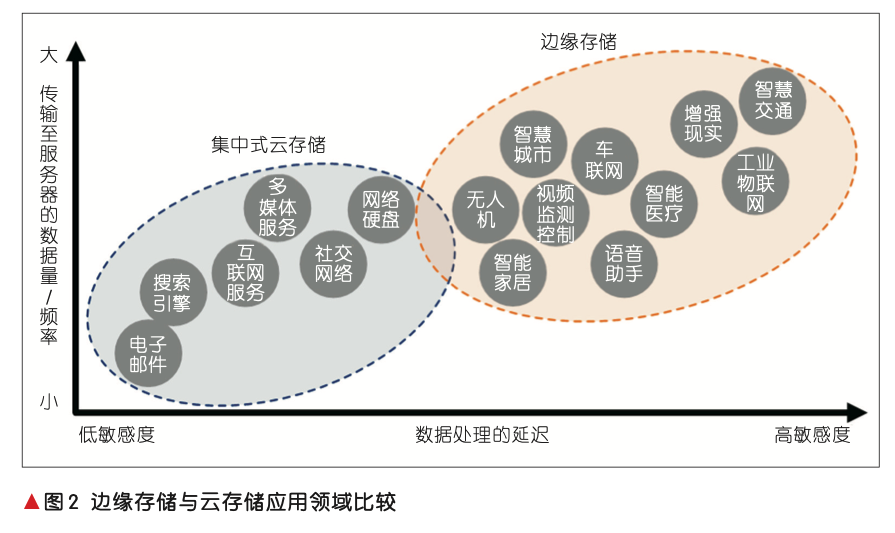 边缘存储
大
传输至服务器的数据量/频率
小
集中式云存储
智慧
交通
增强
现实
智慧
城市
车
联网
工业
物联
网
多
媒体
服务
网络
硬盘
无人
机
视频
监测
控制
智能
医疗
互
联网
服务
社交
网络
智能
家居
语音
助手
搜索
引擎
电子
邮件
低敏感度
数据处理的延迟
高敏感度
▲图2 边缘存储与云存储应用领域比较